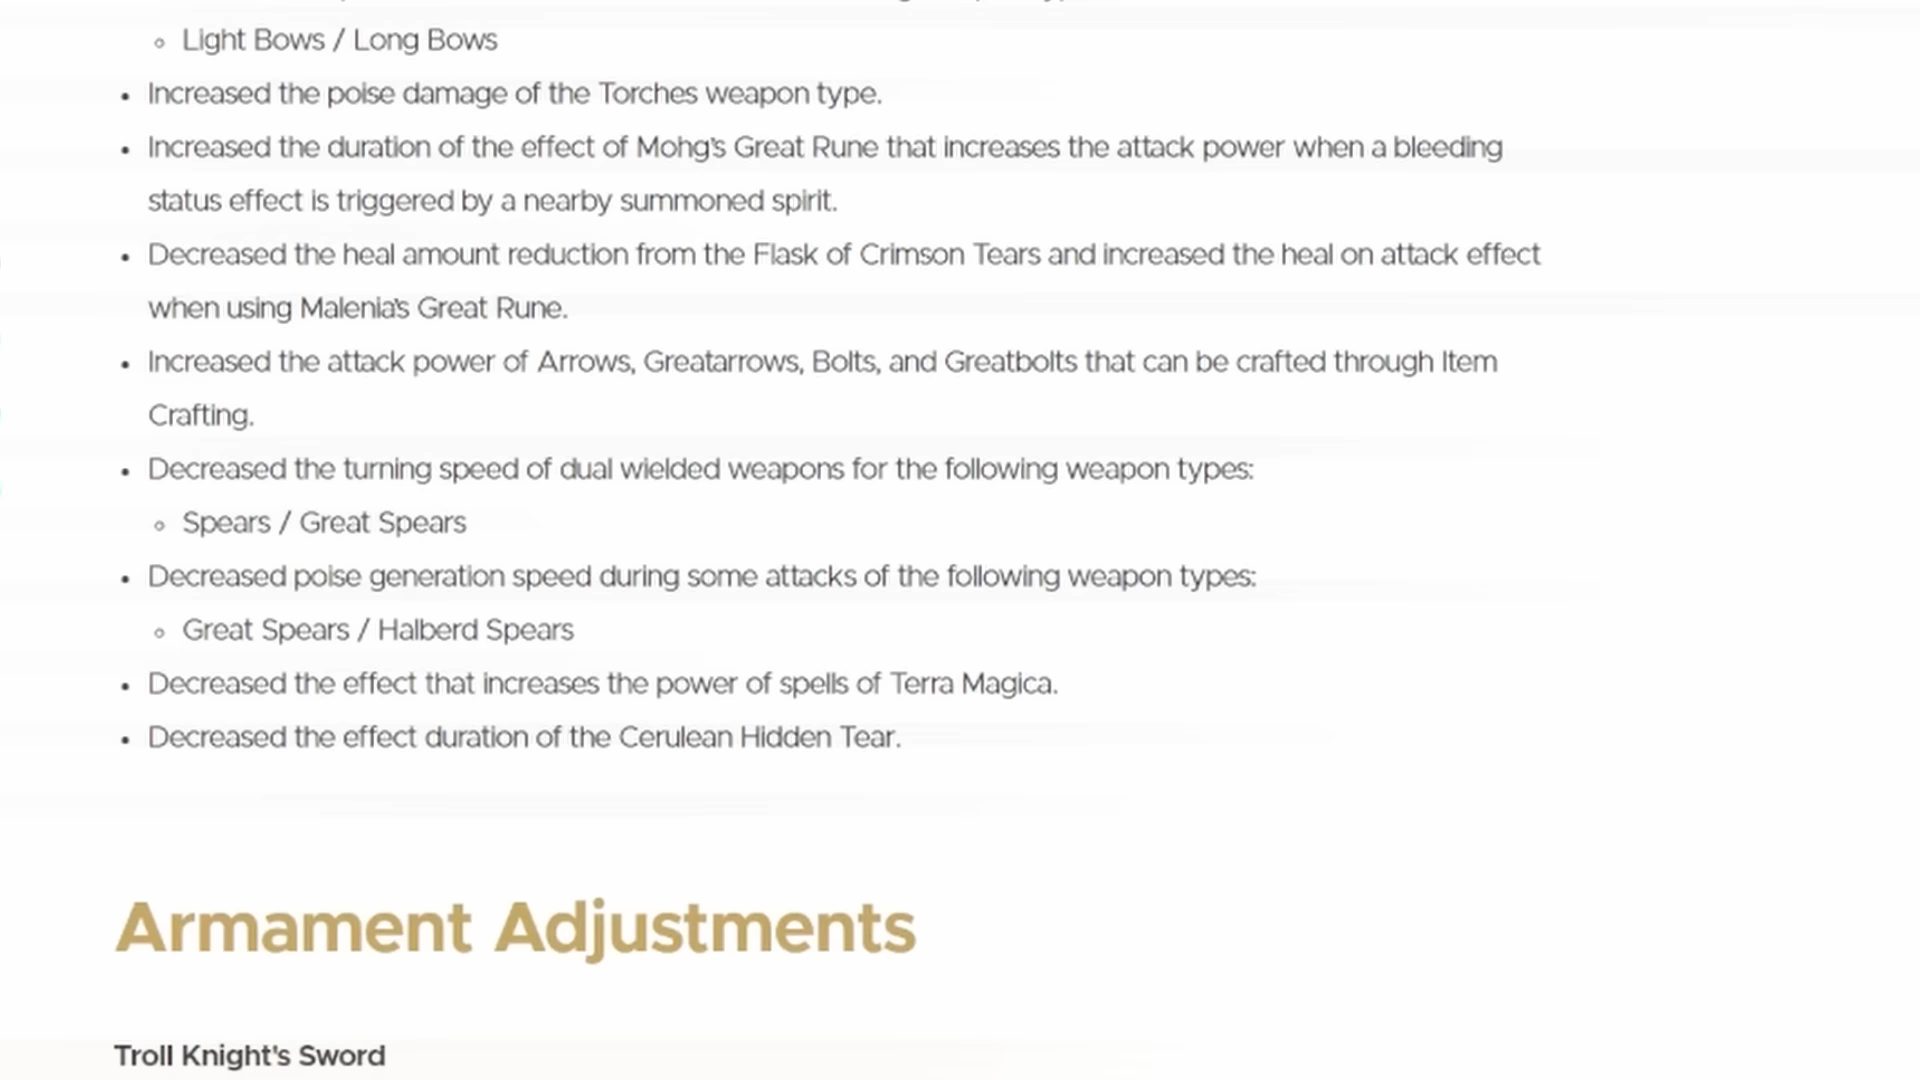 Light Bows / Long Bows
Increased the poise damage of the Torches weapon type.
Increased the duration of the effect of Mohg's Great Rune that increases the attack power when a bleeding
status effect is triggered by a nearby summoned spirit.
Decreased the heal amount reduction from the Flask of Crimson Tears and increased the heal on attack effect
when using Malenia's Great Rune.
Increased the attack power of Arrows, Greatarrows, Bolts, and Greatbolts that can be crafted through Item
Crafting.
Decreased the turning speed of dual wielded weapons for the following weapon types:
Spears / Great Spears
Decreased poise generation speed during some attacks of the following weapon types:
Great Spears / Halberd Spears
Decreased the effect that increases the power of spells of Terra Magica.
Decreased the effect duration of the Cerulean Hidden Tear.
Armament Adjustments
Troll Knight's Sword